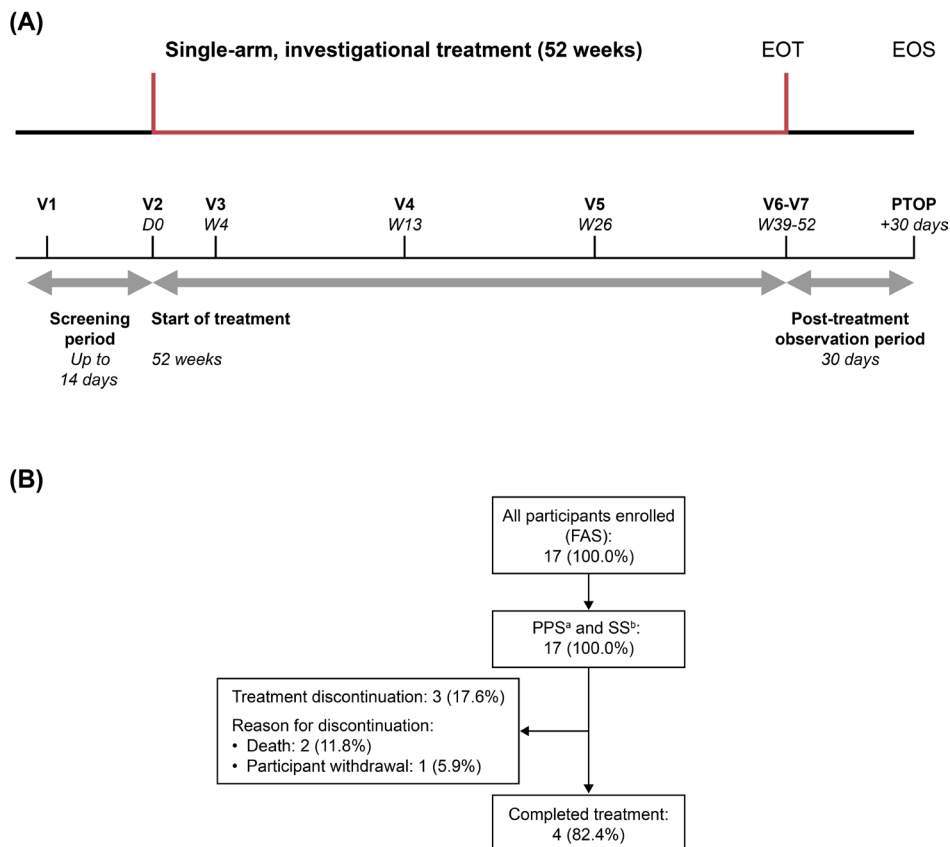 (A)
Single-arm, investigational treatment (52 weeks)
EOT
EOS
V1
V2
D0
V3
W4
V4
W13
V5
W26
V6-V7
W39-52
PTOP
+30 days
Screening
period
Up to
14 days
Start of treatment
52 weeks
Post-treatment
observation period
30 days
(B)
All participants enrolled
(FAS):
17 (100.0%)
PPSᵃ and SSᵇ:
17 (100.0%)
Treatment discontinuation: 3 (17.6%)
Reason for discontinuation:
• Death: 2 (11.8%)
• Participant withdrawal: 1 (5.9%)
Completed treatment:
4 (82.4%)